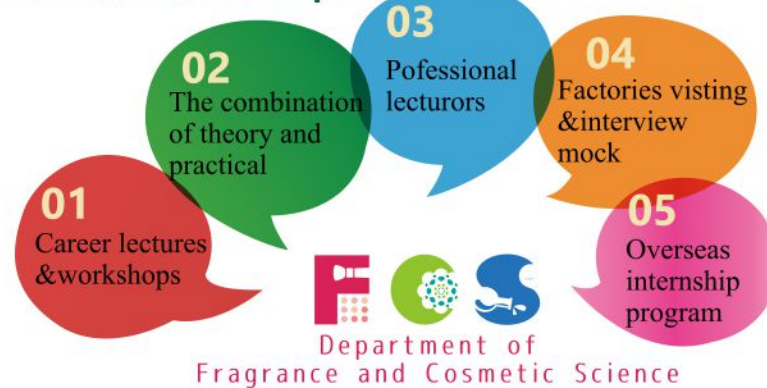 01
Career lectures
&workshops
02
The combination
of theory and
practical
03
Pofessional
lecturors
04
Factories visting
&interview
mock
05
Overseas
internship
program
FCS
Department of
Fragrance and Cosmetic Science